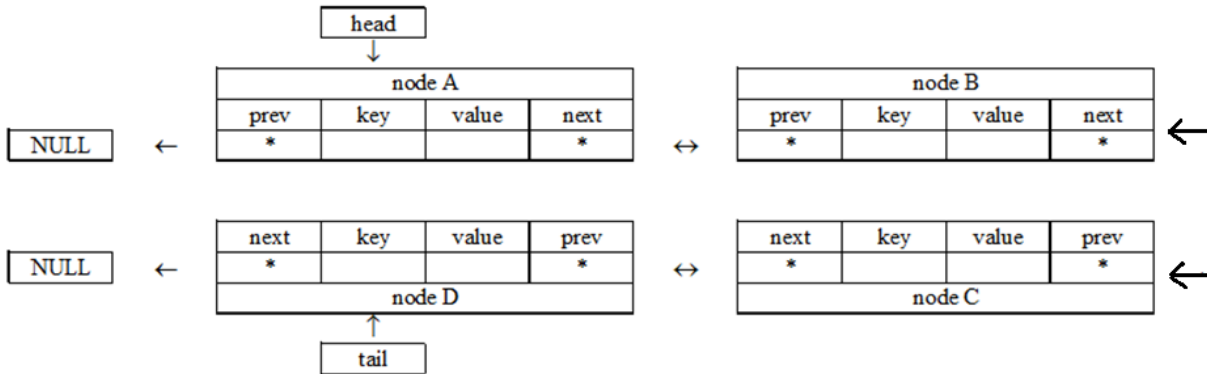 head
node A node B
prev key value next prev key value next
NULL ← * * ↔ * * ←
next key value prev next key value prev
NULL ← * * ↔ * * ←
node D node C
tail